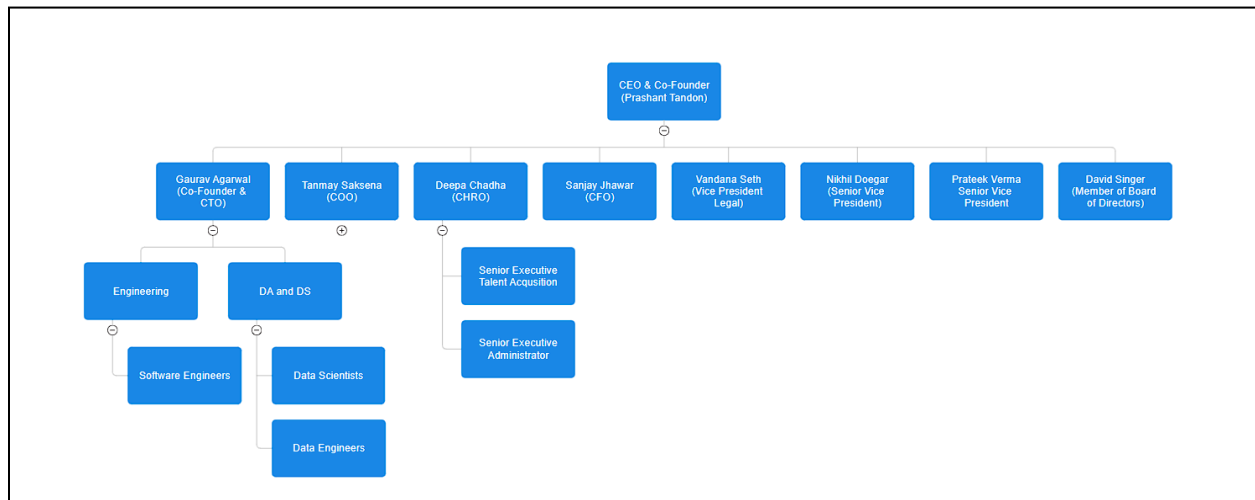 CEO & Co-Founder
(Prashant Tandon)
Gaurav Agarwal
(Co-Founder &
CTO)
Tanmay Saksena
(COO)
Deepa Chadha
(CHRO)
Sanjay Jhawar
(CFO)
Vandana Seth
(Vice President
Legal)
Nikhil Doegar
(Senior Vice
President)
Prateek Verma
Senior Vice
President
David Singer
(Member of Board
of Directors)
Engineering
DA and DS
Senior Executive
Talent Acqusition
Senior Executive
Administrator
Software Engineers
Data Scientists
Data Engineers